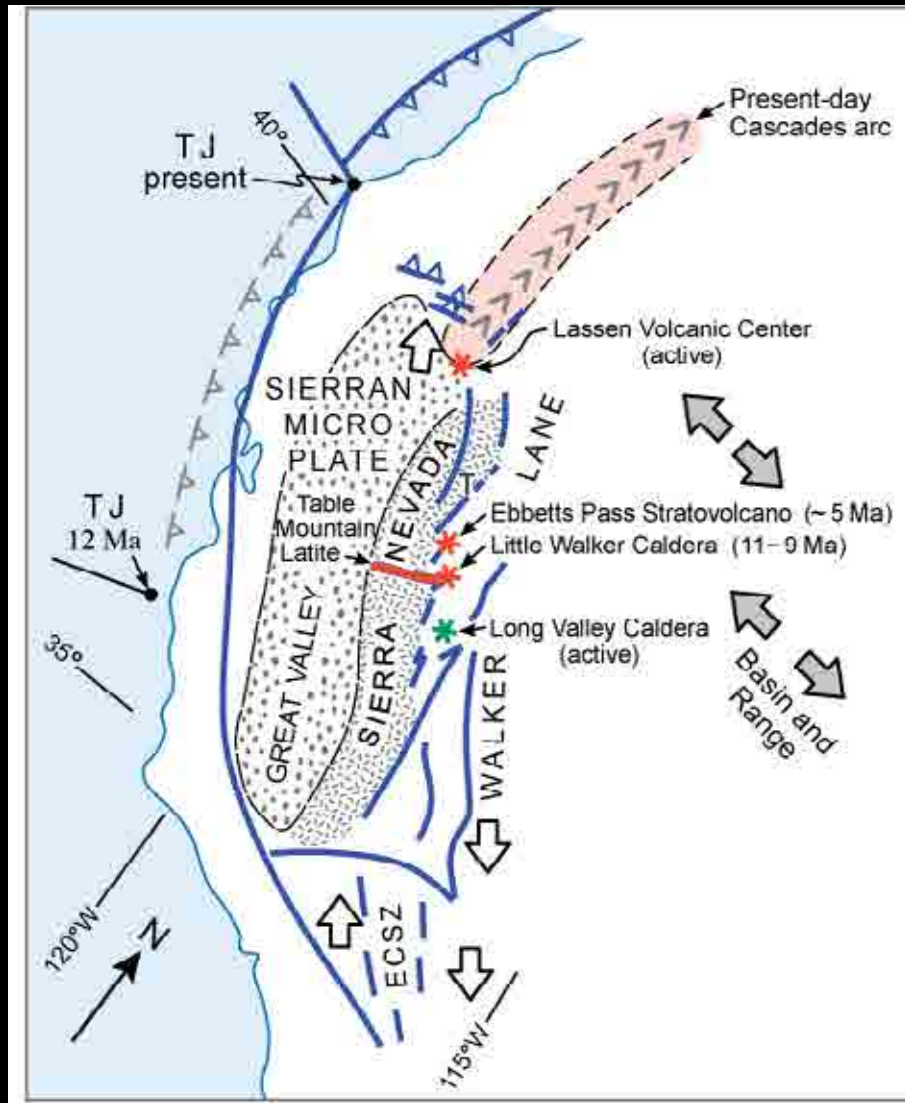 Present-day
Cascades arc
40°
TJ
present
Lassen Volcanic Center
(active)
SIERRAN
MICRO
PLATE
NEVADA
LANE
T
Table
Mountain
Latite
Ebbetts Pass Stratovolcano (~5 Ma)
Little Walker Caldera (11–9 Ma)
TJ
12 Ma
Long Valley Caldera
(active)
35°
GREAT VALLEY
SIERRA
WALKER
Basin and
Range
120°W
N
ECSZ
115°W